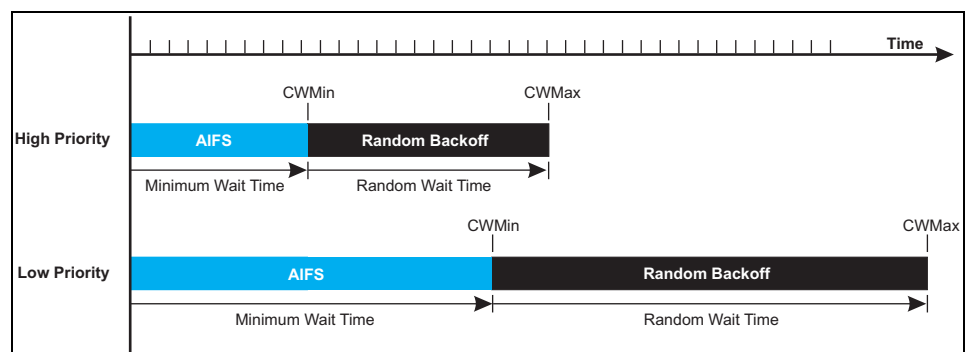 Time
CWMin CWMax
High Priority AIFS Random Backoff
Minimum Wait Time Random Wait Time
CWMin CWMax
Low Priority AIFS Random Backoff
Minimum Wait Time Random Wait Time